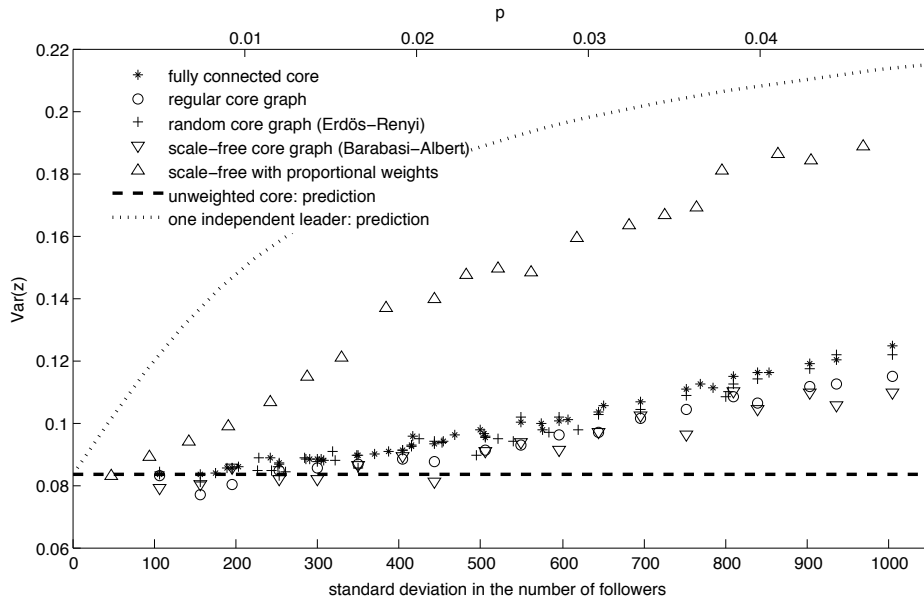 p
0.01 0.02 0.03 0.04
0.22
0.2
0.18
0.16
0.14
0.12
0.1
0.08
0.06
Var(z)
fully connected core
regular core graph
random core graph (Erdös−Renyi)
scale−free core graph (Barabasi−Albert)
scale−free with proportional weights
unweighted core: prediction
one independent leader: prediction
0 100 200 300 400 500 600 700 800 900 1000
standard deviation in the number of followers